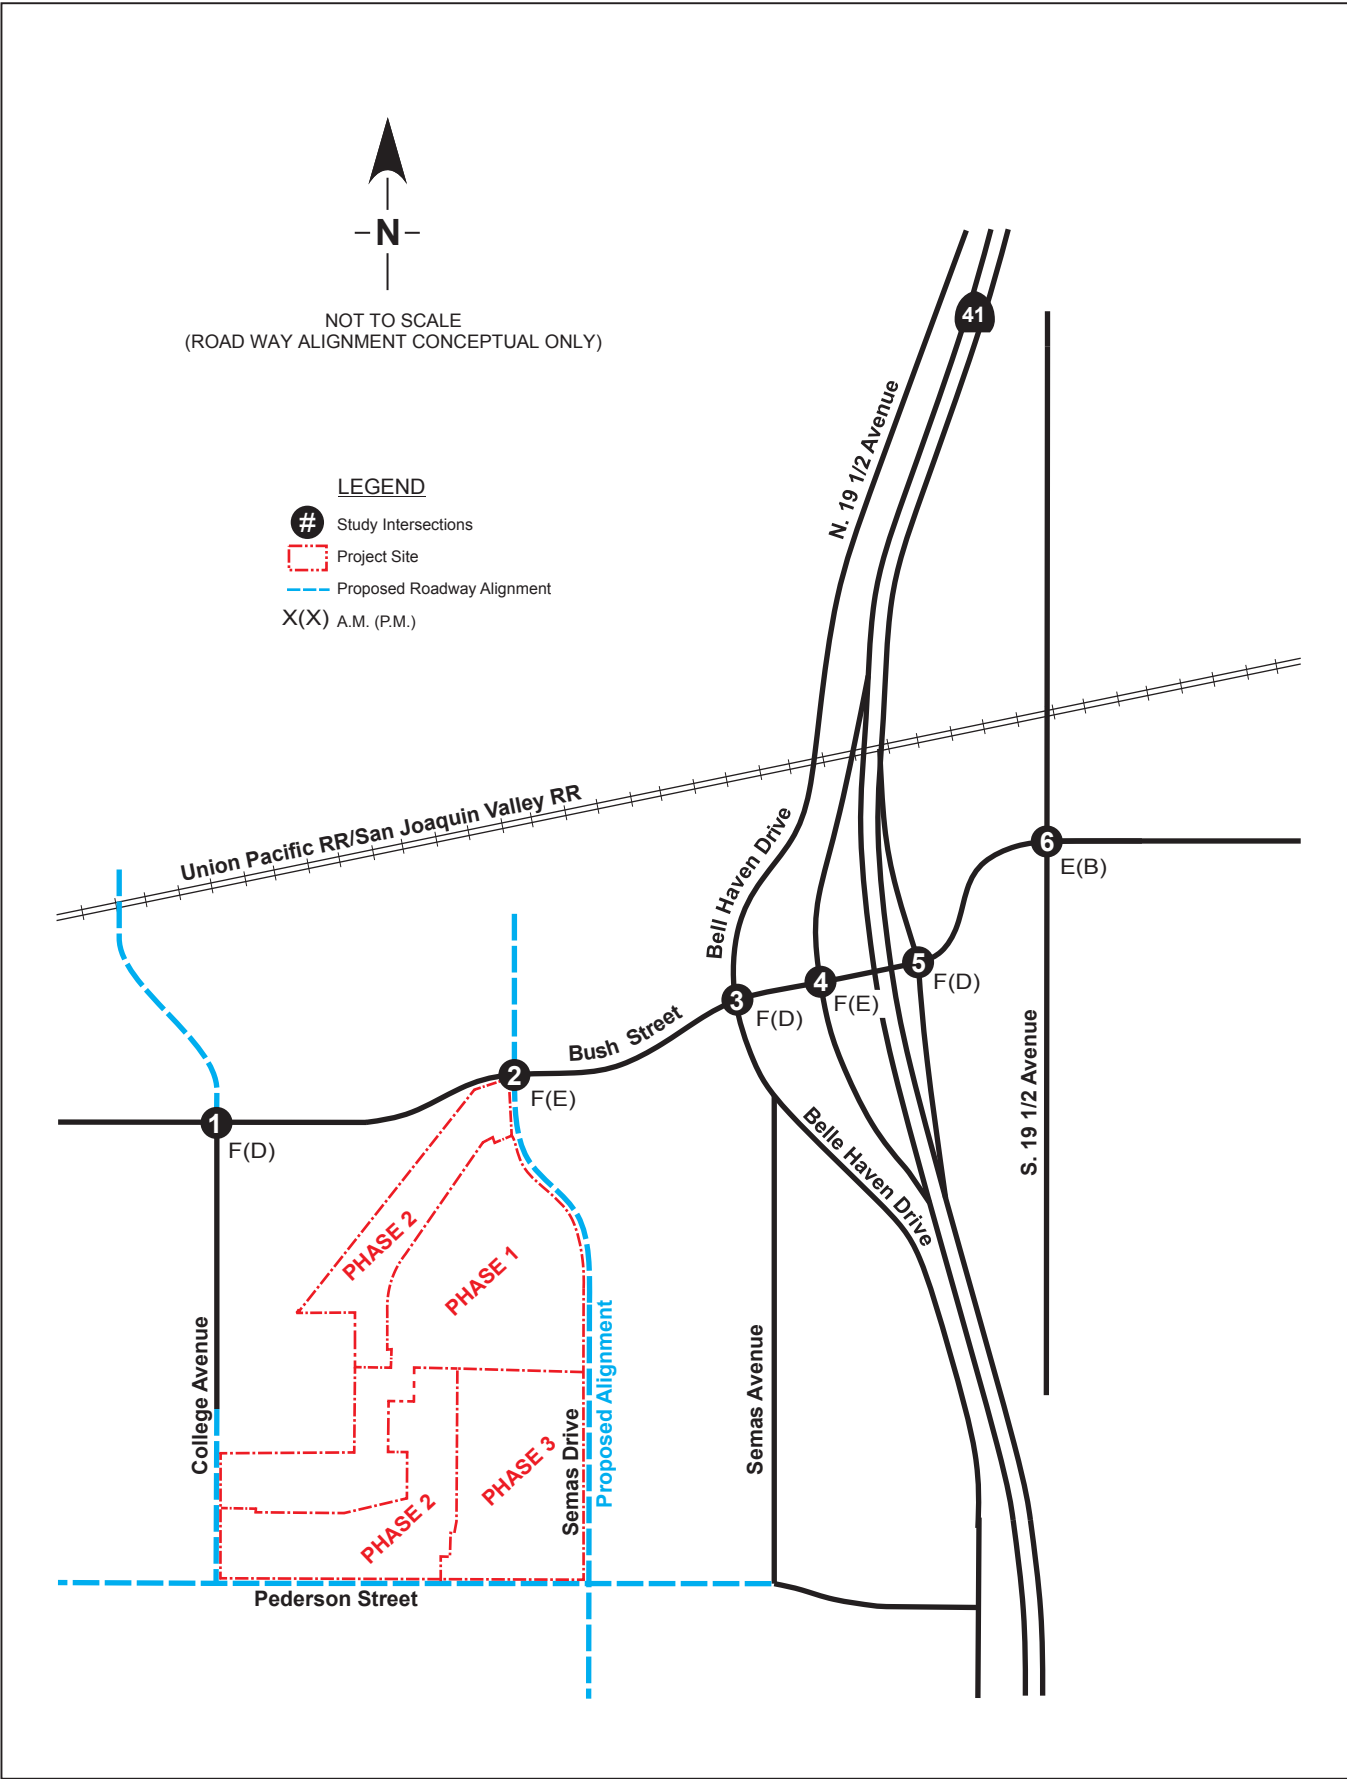 N
NOT TO SCALE
(ROAD WAY ALIGNMENT CONCEPTUAL ONLY)
41
N. 19 1/2 Avenue
LEGEND
# Study Intersections
Project Site
Proposed Roadway Alignment
X(X) A.M. (P.M.)
Union Pacific RR/San Joaquin Valley RR
Bell Haven Drive
6
E(B)
5
F(D)
4
F(E)
3
F(D)
Bush Street
2
F(E)
1
F(D)
S. 19 1/2 Avenue
Belle Haven Drive
PHASE 2
PHASE 1
College Avenue
Semas Drive
Proposed Alignment
Semas Avenue
PHASE 3
PHASE 2
Pederson Street